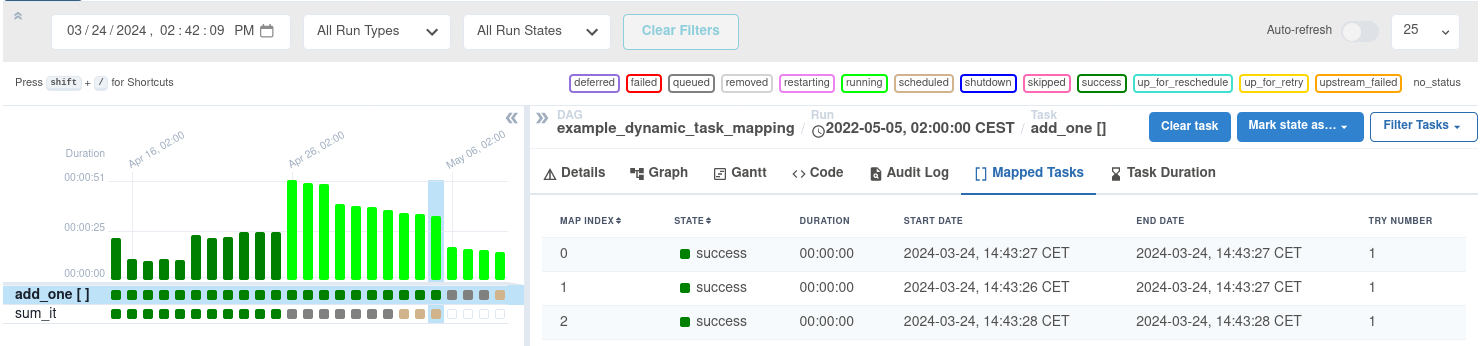 03 / 24 / 2024 , 02 : 42 : 09 PM All Run Types All Run States Clear Filters Auto-refresh 25
Press shift + / for Shortcuts deferred failed queued removed restarting running scheduled shutdown skipped success up_for_reschedule up_for_retry upstream_failed no_status
Duration
00:00:51
00:00:25
00:00:00
Apr 16, 02:00 Apr 26, 02:00 May 06, 02:00
add_one [ ]
sum_it
DAG Run Task
example_dynamic_task_mapping / 2022-05-05, 02:00:00 CEST / add_one [] Clear task Mark state as... Filter Tasks
Details Graph Gantt Code Audit Log Mapped Tasks Task Duration
MAP INDEX STATE DURATION START DATE END DATE TRY NUMBER
0 success 00:00:00 2024-03-24, 14:43:27 CET 2024-03-24, 14:43:27 CET 1
1 success 00:00:00 2024-03-24, 14:43:26 CET 2024-03-24, 14:43:27 CET 1
2 success 00:00:00 2024-03-24, 14:43:28 CET 2024-03-24, 14:43:28 CET 1